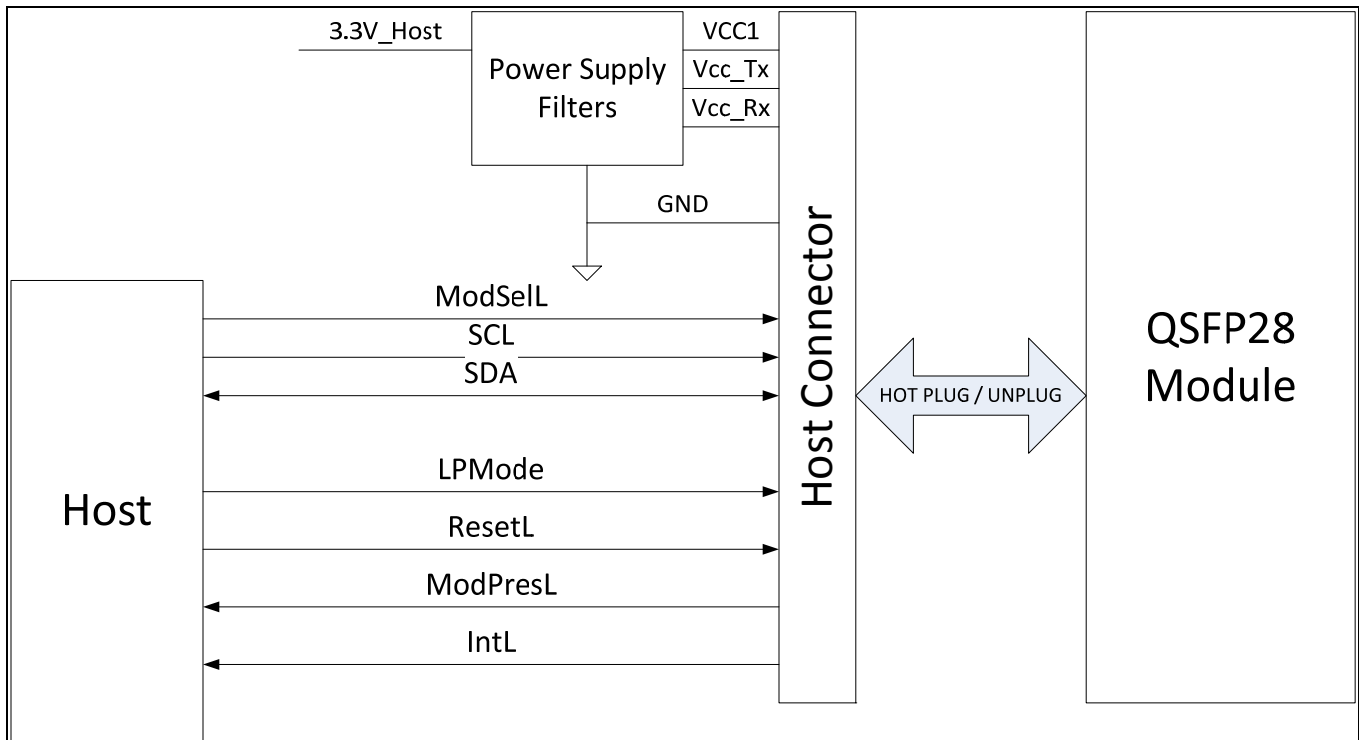 3.3V_Host
Power Supply
Filters
VCC1
Vcc_Tx
Vcc_Rx
GND
Host
ModSelL
SCL
SDA
LPMode
ResetL
ModPresL
IntL
Host Connector
HOT PLUG / UNPLUG
QSFP28
Module